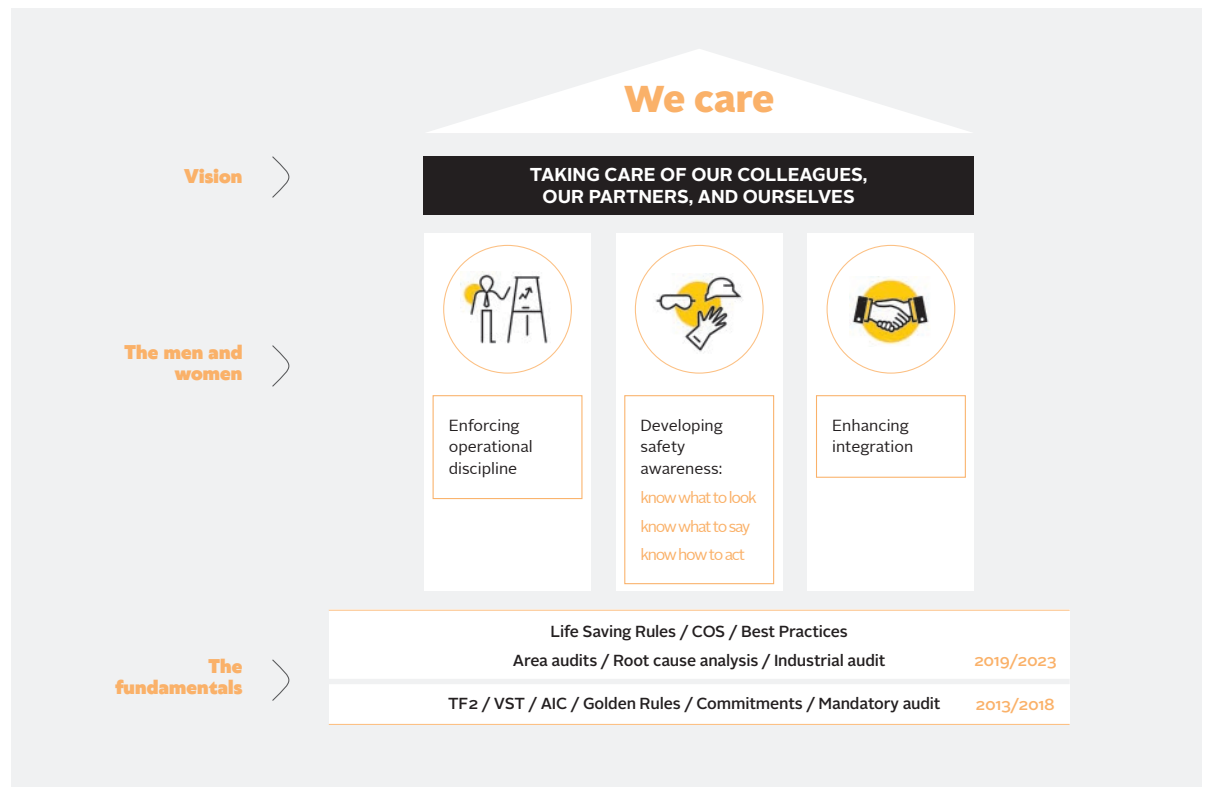 We care
Vision
TAKING CARE OF OUR COLLEAGUES,
OUR PARTNERS, AND OURSELVES
The men and
women
Enforcing
operational
discipline
Developing
safety
awareness:
know what to look
know what to say
know how to act
Enhancing
integration
The
fundamentals
Life Saving Rules / COS / Best Practices
Area audits / Root cause analysis / Industrial audit
2019/2023
TF2 / VST / AIC / Golden Rules / Commitments / Mandatory audit
2013/2018